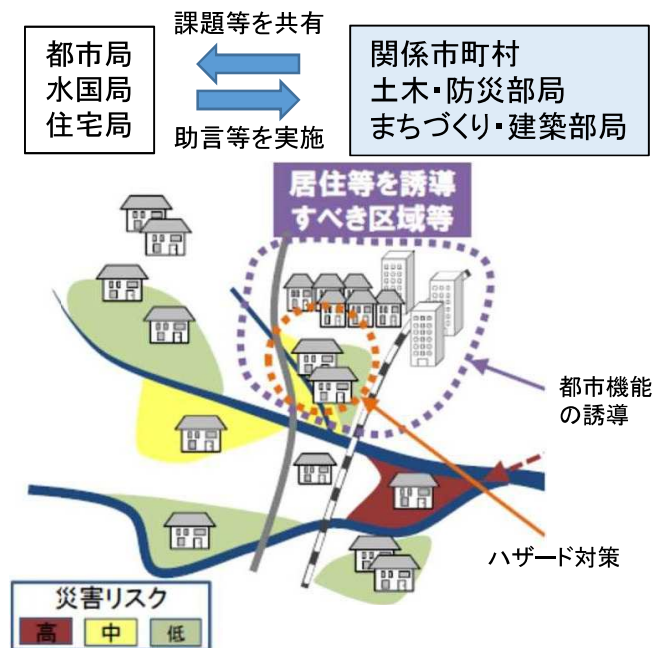 課題等を共有
都市局
水国局
住宅局
助言等を実施
関係市町村
土木・防災部局
まちづくり・建築部局
居住等を誘導
すべき区域等
都市機能
の誘導
ハザード対策
災害リスク
高 中 低